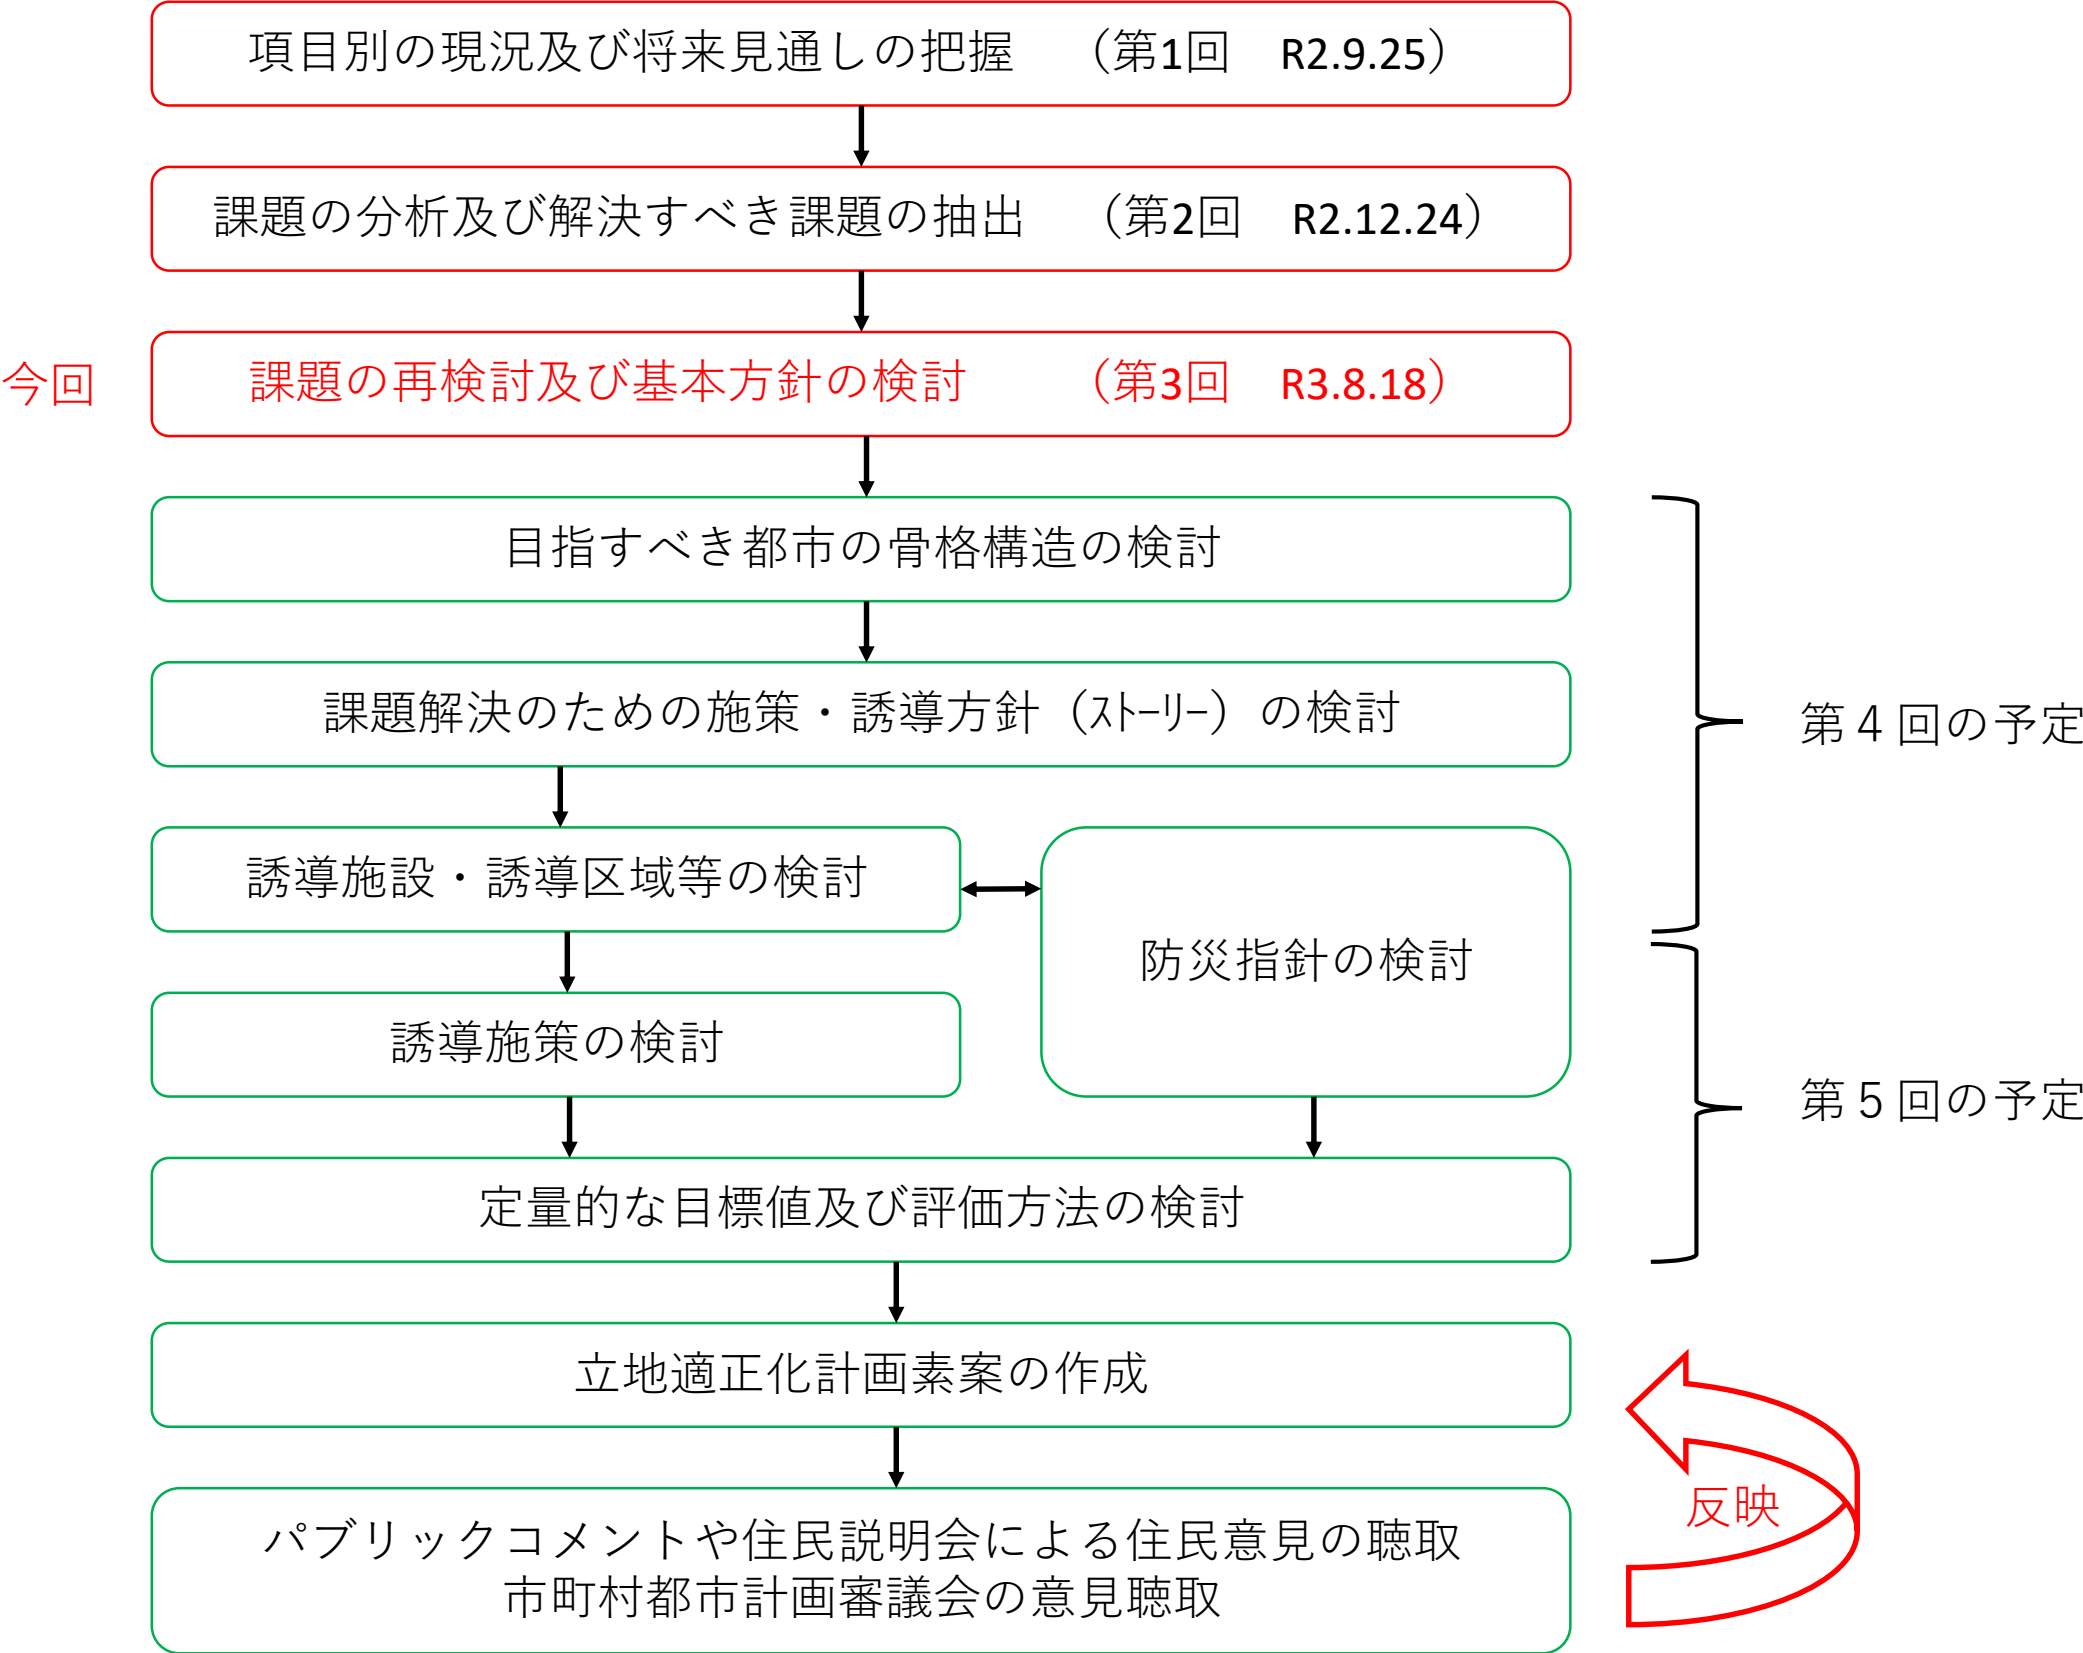 項目別の現況及び将来見通しの把握　（第1回　R2.9.25）
課題の分析及び解決すべき課題の抽出　（第2回　R2.12.24）
今回
課題の再検討及び基本方針の検討　　（第3回　R3.8.18）
目指すべき都市の骨格構造の検討
課題解決のための施策・誘導方針（ｽﾄｰﾘｰ）の検討
第４回の予定
誘導施設・誘導区域等の検討
防災指針の検討
誘導施策の検討
第５回の予定
定量的な目標値及び評価方法の検討
立地適正化計画素案の作成
反映
パブリックコメントや住民説明会による住民意見の聴取
市町村都市計画審議会の意見聴取